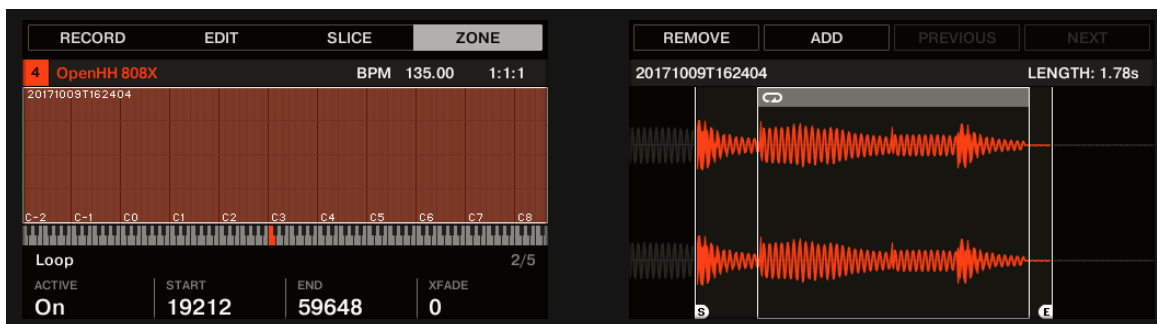 RECORD EDIT SLICE ZONE
4 OpenHH 808X BPM 135.00 1:1:1
20171009T162404
C-2 C-1 C0 C1 C2 C3 C4 C5 C6 C7 C8
Loop 2/5
ACTIVE START END XFADE
On 19212 59648 0
REMOVE ADD PREVIOUS NEXT
20171009T162404 LENGTH: 1.78s
S E